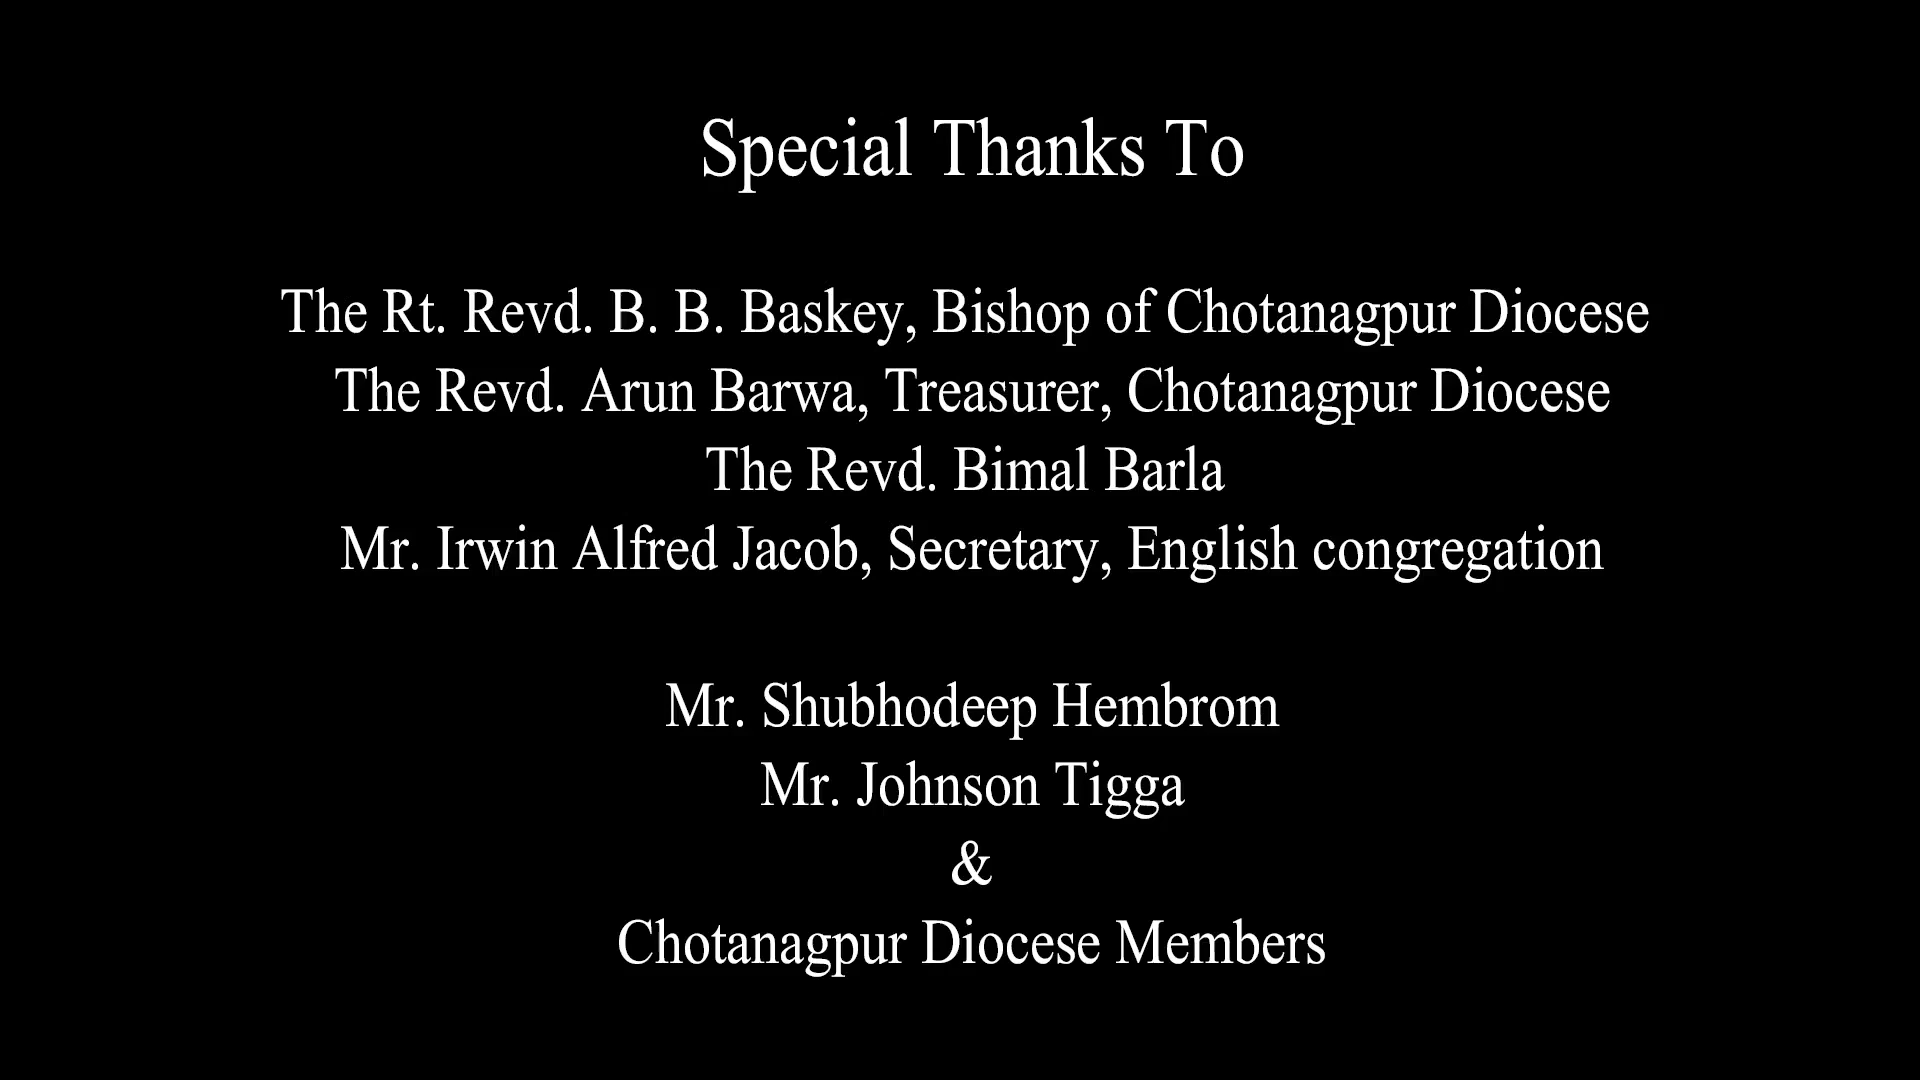 Special Thanks To
The Rt. Revd. B. B. Baskey, Bishop of Chotanagpur Diocese
The Revd. Arun Barwa, Treasurer, Chotanagpur Diocese
The Revd. Bimal Barla
Mr. Irwin Alfred Jacob, Secretary, English congregation
Mr. Shubhodeep Hembrom
Mr. Johnson Tigga
&
Chotanagpur Diocese Members